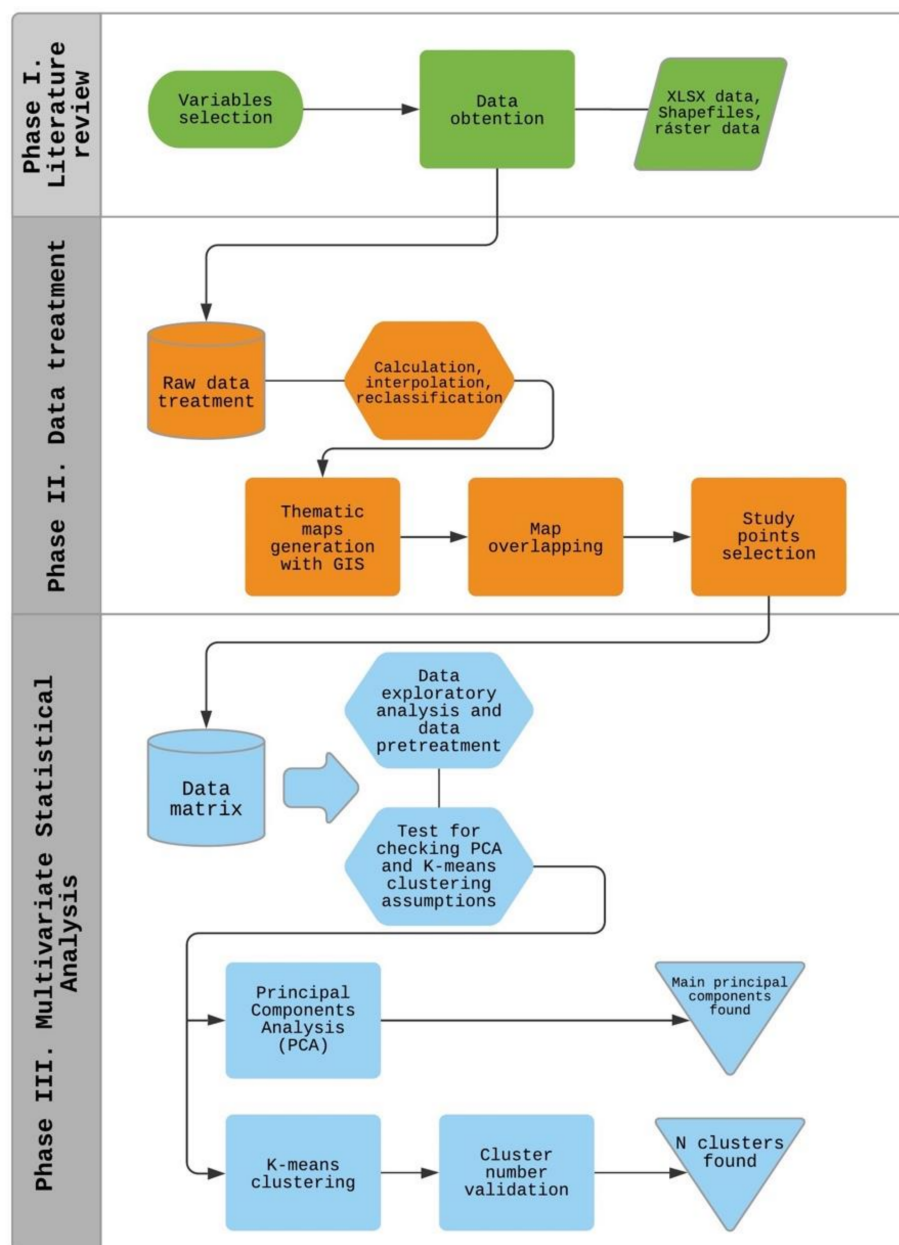 Phase I.
Literature
review
Variables
selection
Data
obtention
XLSX data,
Shapefiles,
ráster data
Phase II. Data treatment
Raw data
treatment
Calculation,
interpolation,
reclassification
Thematic
maps
generation
with GIS
Map
overlapping
Study
points
selection
Phase III. Multivariate Statistical
Analysis
Data
matrix
Data
exploratory
analysis and
data
pretreatment
Test for
checking PCA
and K-means
clustering
assumptions
Principal
Components
Analysis
(PCA)
Main principal
components
found
K-means
clustering
Cluster
number
validation
N clusters
found